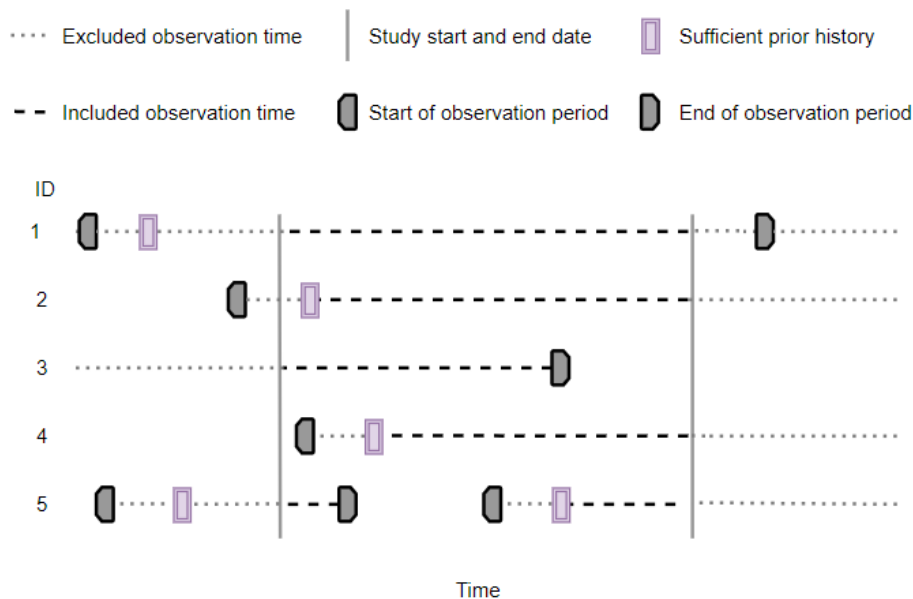 Excluded observation time
Study start and end date
Sufficient prior history
Included observation time
Start of observation period
End of observation period
ID
1
2
3
4
5
Time